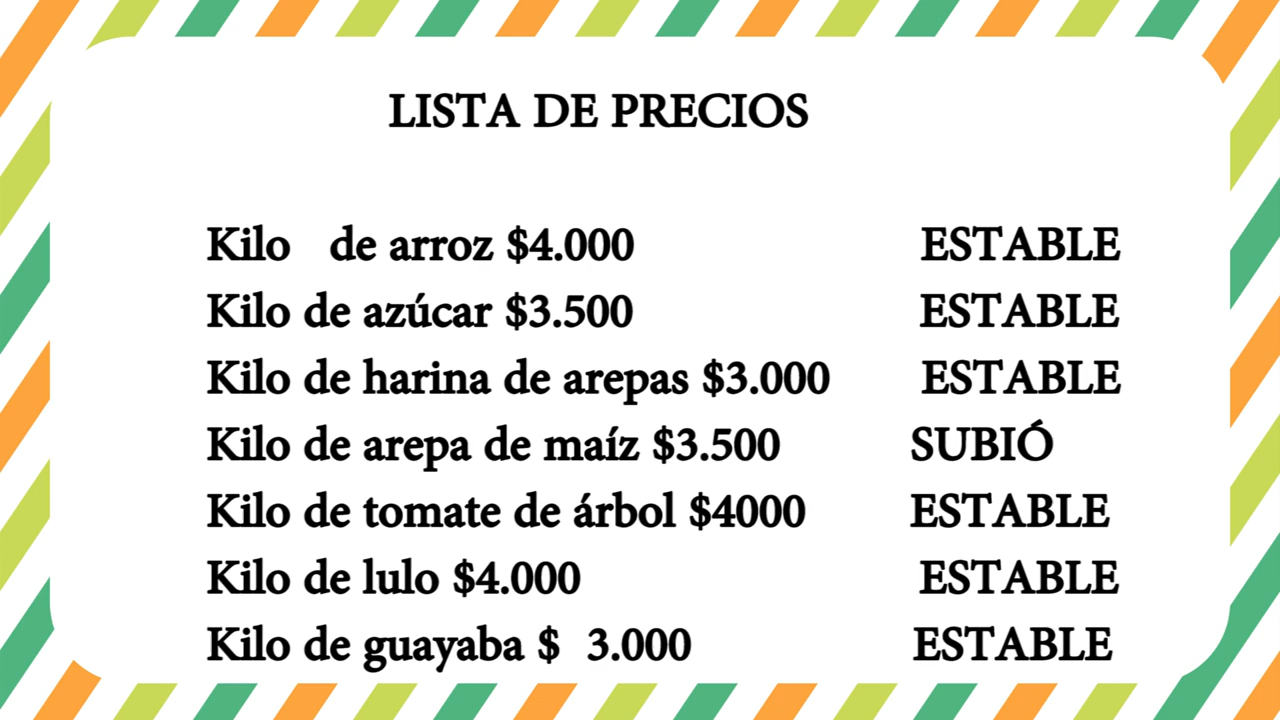 LISTA DE PRECIOS
Kilo de arroz $4.000 ESTABLE
Kilo de azúcar $3.500 ESTABLE
Kilo de harina de arepas $3.000 ESTABLE
Kilo de arepa de maíz $3.500 SUBIÓ
Kilo de tomate de árbol $4000 ESTABLE
Kilo de lulo $4.000 ESTABLE
Kilo de guayaba $ 3.000 ESTABLE